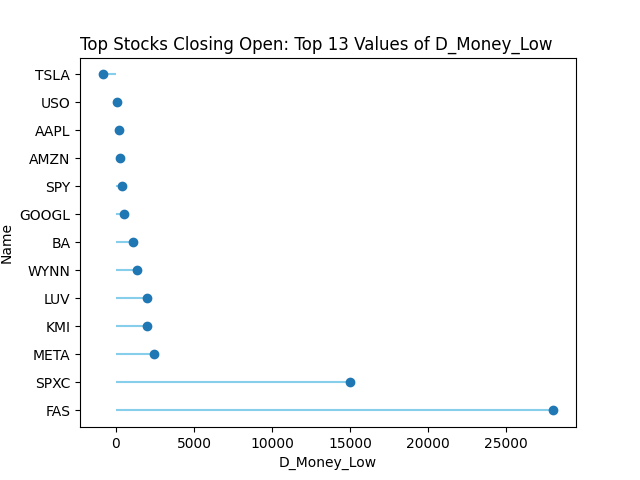 Top Stocks Closing Open: Top 13 Values of D_Money_Low
TSLA
USO
AAPL
AMZN
SPY
GOOGL
BA
WYNN
LUV
KMI
META
SPXC
FAS
Name
0 5000 10000 15000 20000 25000
D_Money_Low